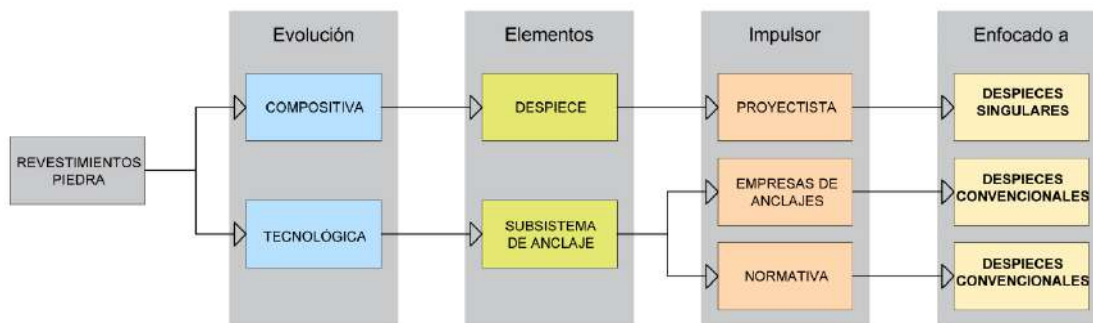 Evolución
Elementos
Impulsor
Enfocado a
REVESTIMIENTOS
PIEDRA
COMPOSITIVA
DESPIECE
PROYECTISTA
DESPIECES
SINGULARES
TECNOLÓGICA
SUBSISTEMA
DE ANCLAJE
EMPRESAS DE
ANCLAJES
DESPIECES
CONVENCIONALES
NORMATIVA
DESPIECES
CONVENCIONALES